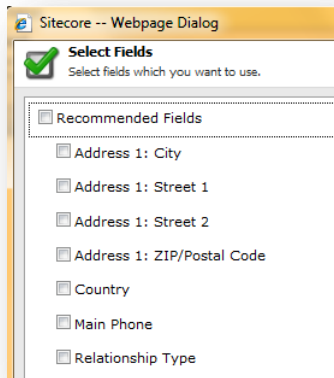 Sitecore -- Webpage Dialog
Select Fields
Select fields which you want to use.
Recommended Fields
Address 1: City
Address 1: Street 1
Address 1: Street 2
Address 1: ZIP/Postal Code
Country
Main Phone
Relationship Type